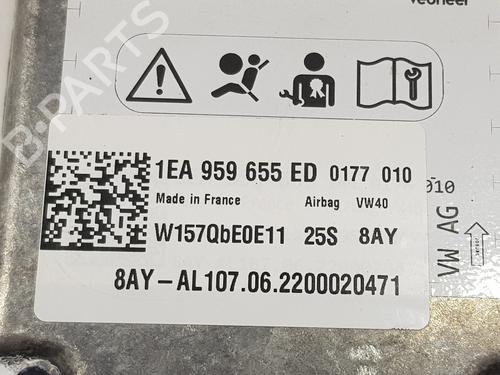 veoneer
1EA 959 655 ED 0177 010
Made in France Airbag VW40
W157QbE0E11 25S 8AY
8AY-AL107.06.2200020471
010
VW AG
B-PARTS